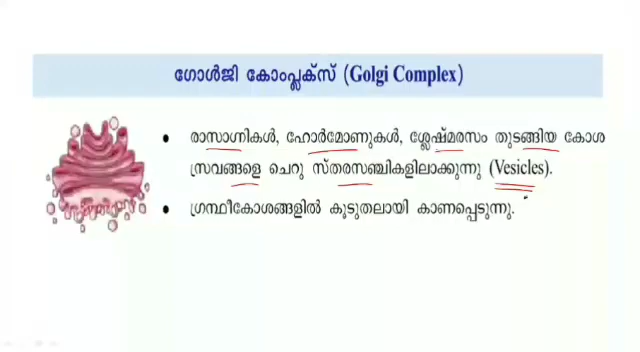 ഗോൾജി കോംപ്ലക്സ് (Golgi Complex)
• രാസാഗ്നികൾ, ഹോർമോണുകൾ, ശ്ലേഷ്മരസം തുടങ്ങിയ കോശ
സ്രവങ്ങളെ ചെറു സ്തരസഞ്ചികളിലാക്കുന്നു (Vesicles).
• ഗ്രന്ഥീകോശങ്ങളിൽ കൂടുതലായി കാണപ്പെടുന്നു.